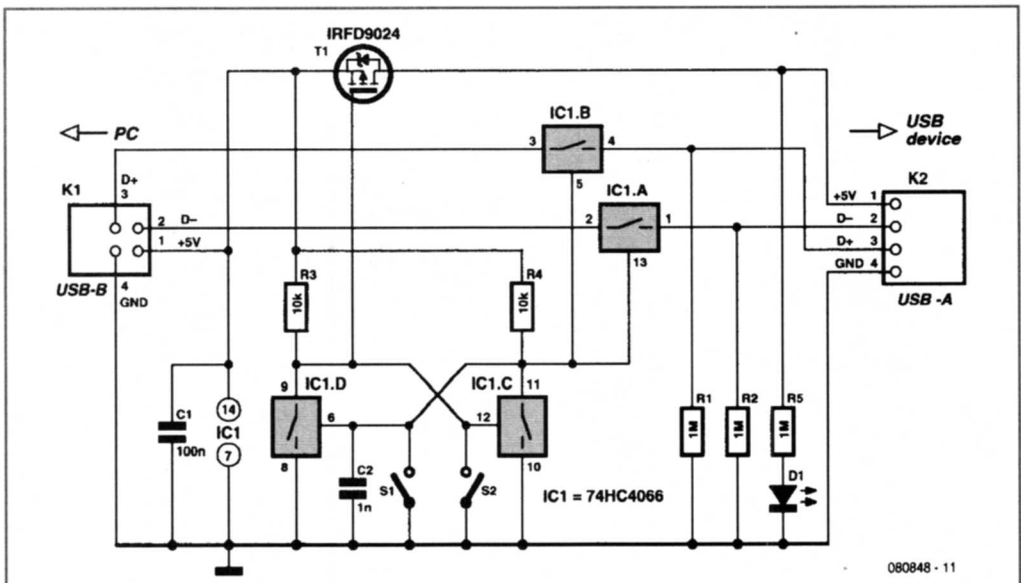 IRFD9024
T1
IC1.B
PC
USB
device
3
4
D+
3
5
K2
K1
IC1.A
+5V 1
2 D–
2
1
D– 2
1 +5V
D+ 3
R3
R4
13
GND 4
4
USB-B
GND
10k
10k
USB -A
IC1.D
9
IC1.C
11
R1
R2
R5
C1
14
6
12
1M
1M
1M
IC1
100n
7
8
C2
10
D1
S1
S2
IC1 = 74HC4066
1n
080848 - 11